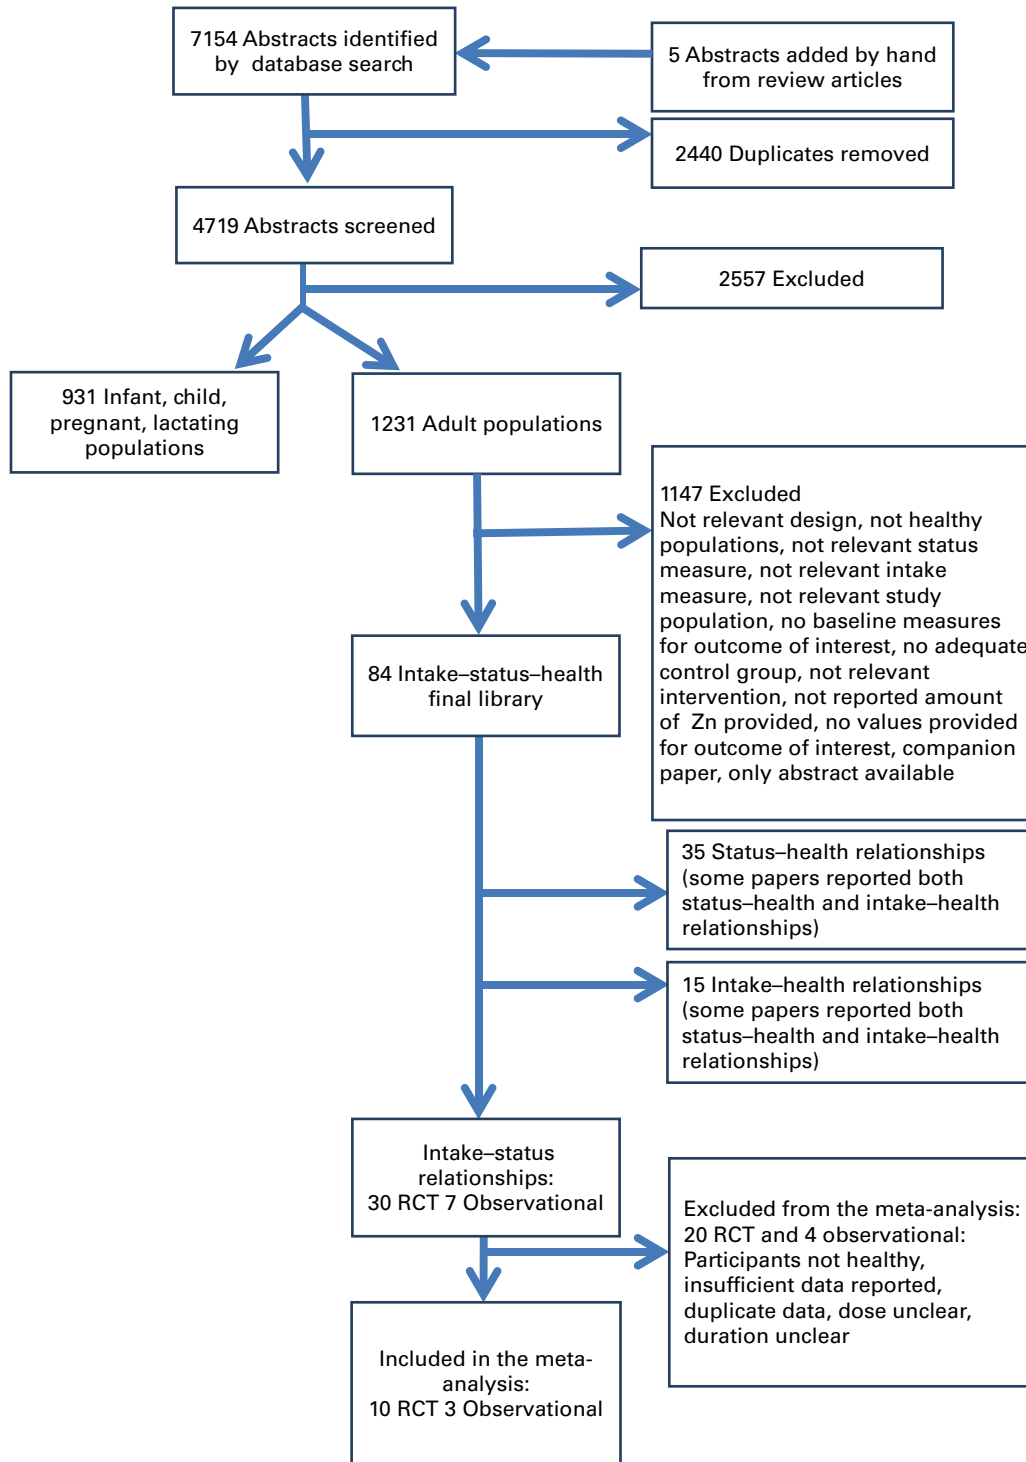 7154 Abstracts identified
by database search
5 Abstracts added by hand
from review articles
2440 Duplicates removed
4719 Abstracts screened
2557 Excluded
931 Infant, child,
pregnant, lactating
populations
1231 Adult populations
1147 Excluded
Not relevant design, not healthy
populations, not relevant status
measure, not relevant intake
measure, not relevant study
population, no baseline measures
for outcome of interest, no adequate
control group, not relevant
intervention, not reported amount
of Zn provided, no values provided
for outcome of interest, companion
paper, only abstract available
84 Intake–status–health
final library
35 Status–health relationships
(some papers reported both
status–health and intake–health
relationships)
15 Intake–health relationships
(some papers reported both
status–health and intake–health
relationships)
Intake–status
relationships:
30 RCT 7 Observational
Excluded from the meta-analysis:
20 RCT and 4 observational:
Participants not healthy,
insufficient data reported,
duplicate data, dose unclear,
duration unclear
Included in the meta-
analysis:
10 RCT 3 Observational